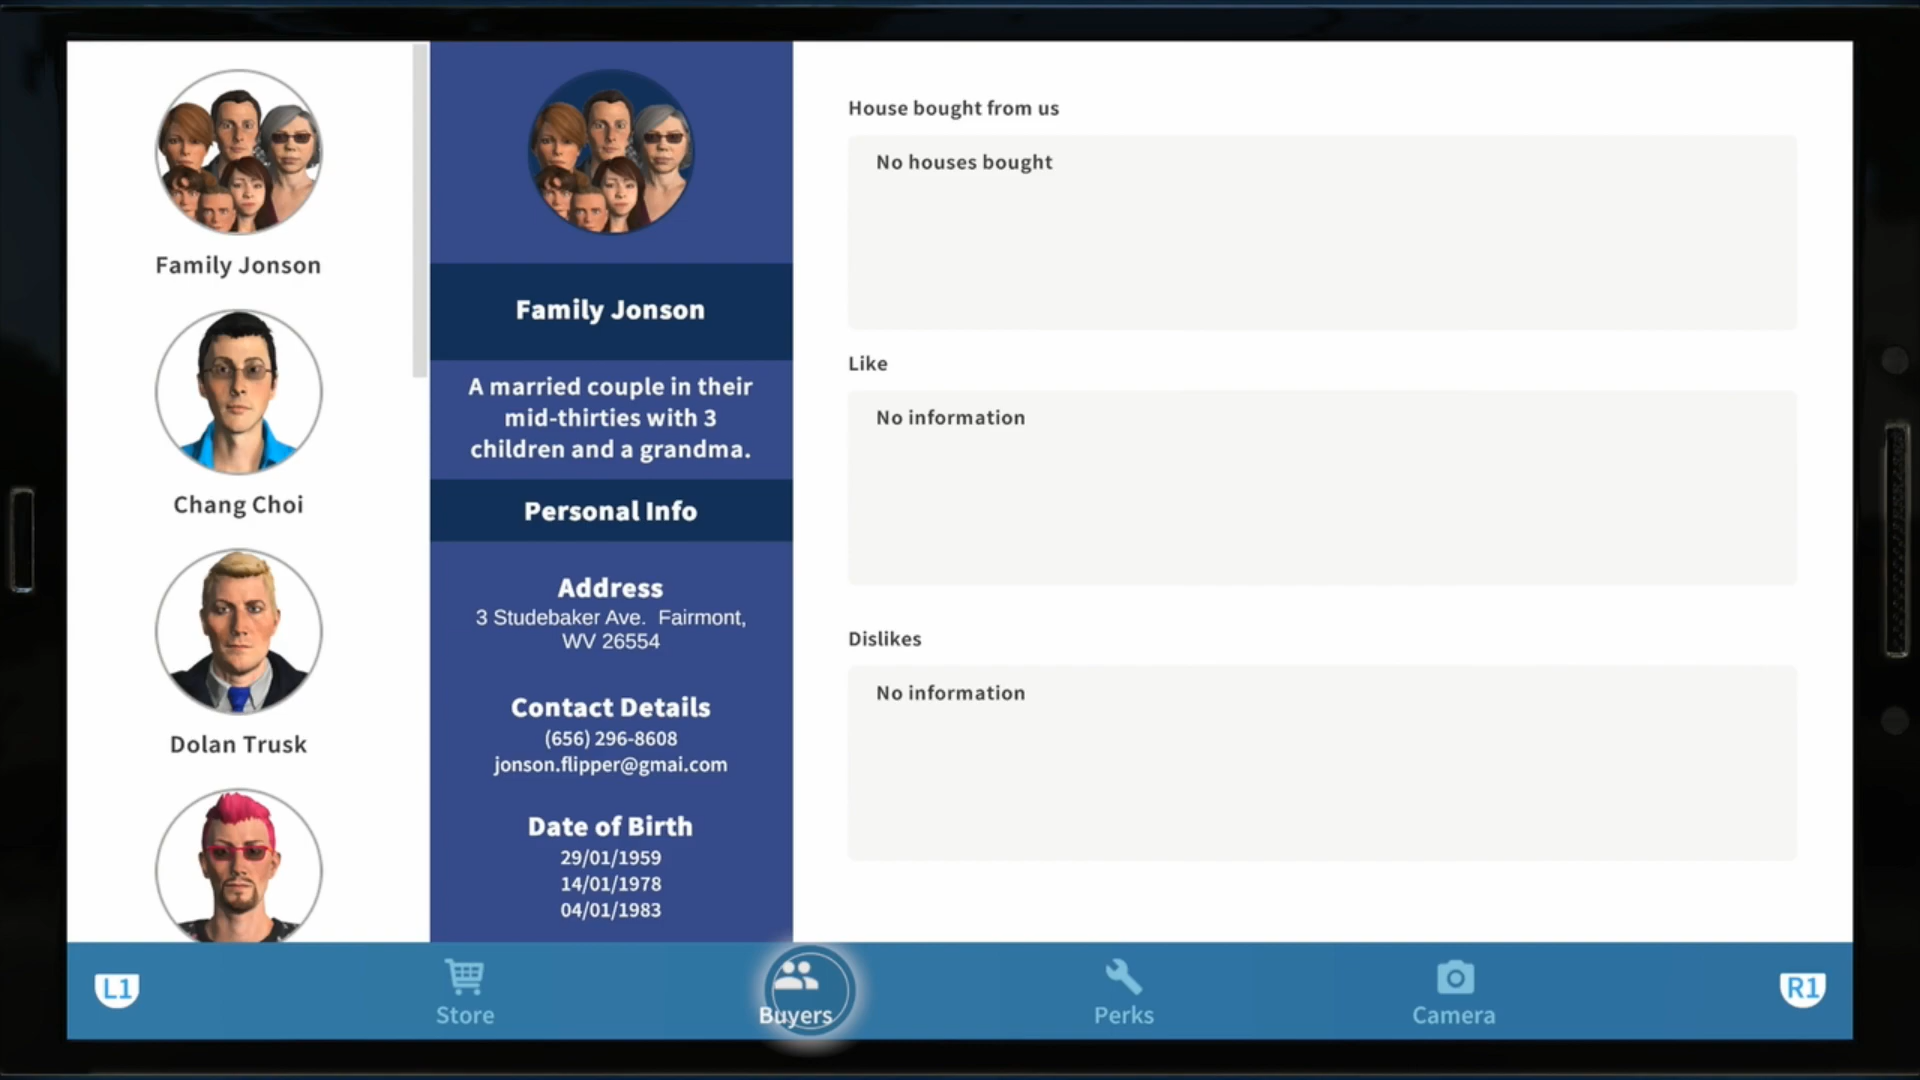 Family Jonson
Chang Choi
Dolan Trusk
Family Jonson
A married couple in their
mid-thirties with 3
children and a grandma.
Personal Info
Address
3 Studebaker Ave.  Fairmont,
WV 26554
Contact Details
(656) 296-8608
jonson.flipper@gmai.com
Date of Birth
29/01/1959
14/01/1978
04/01/1983
House bought from us
No houses bought
Like
No information
Dislikes
No information
L1
Store
Buyers
Perks
Camera
R1